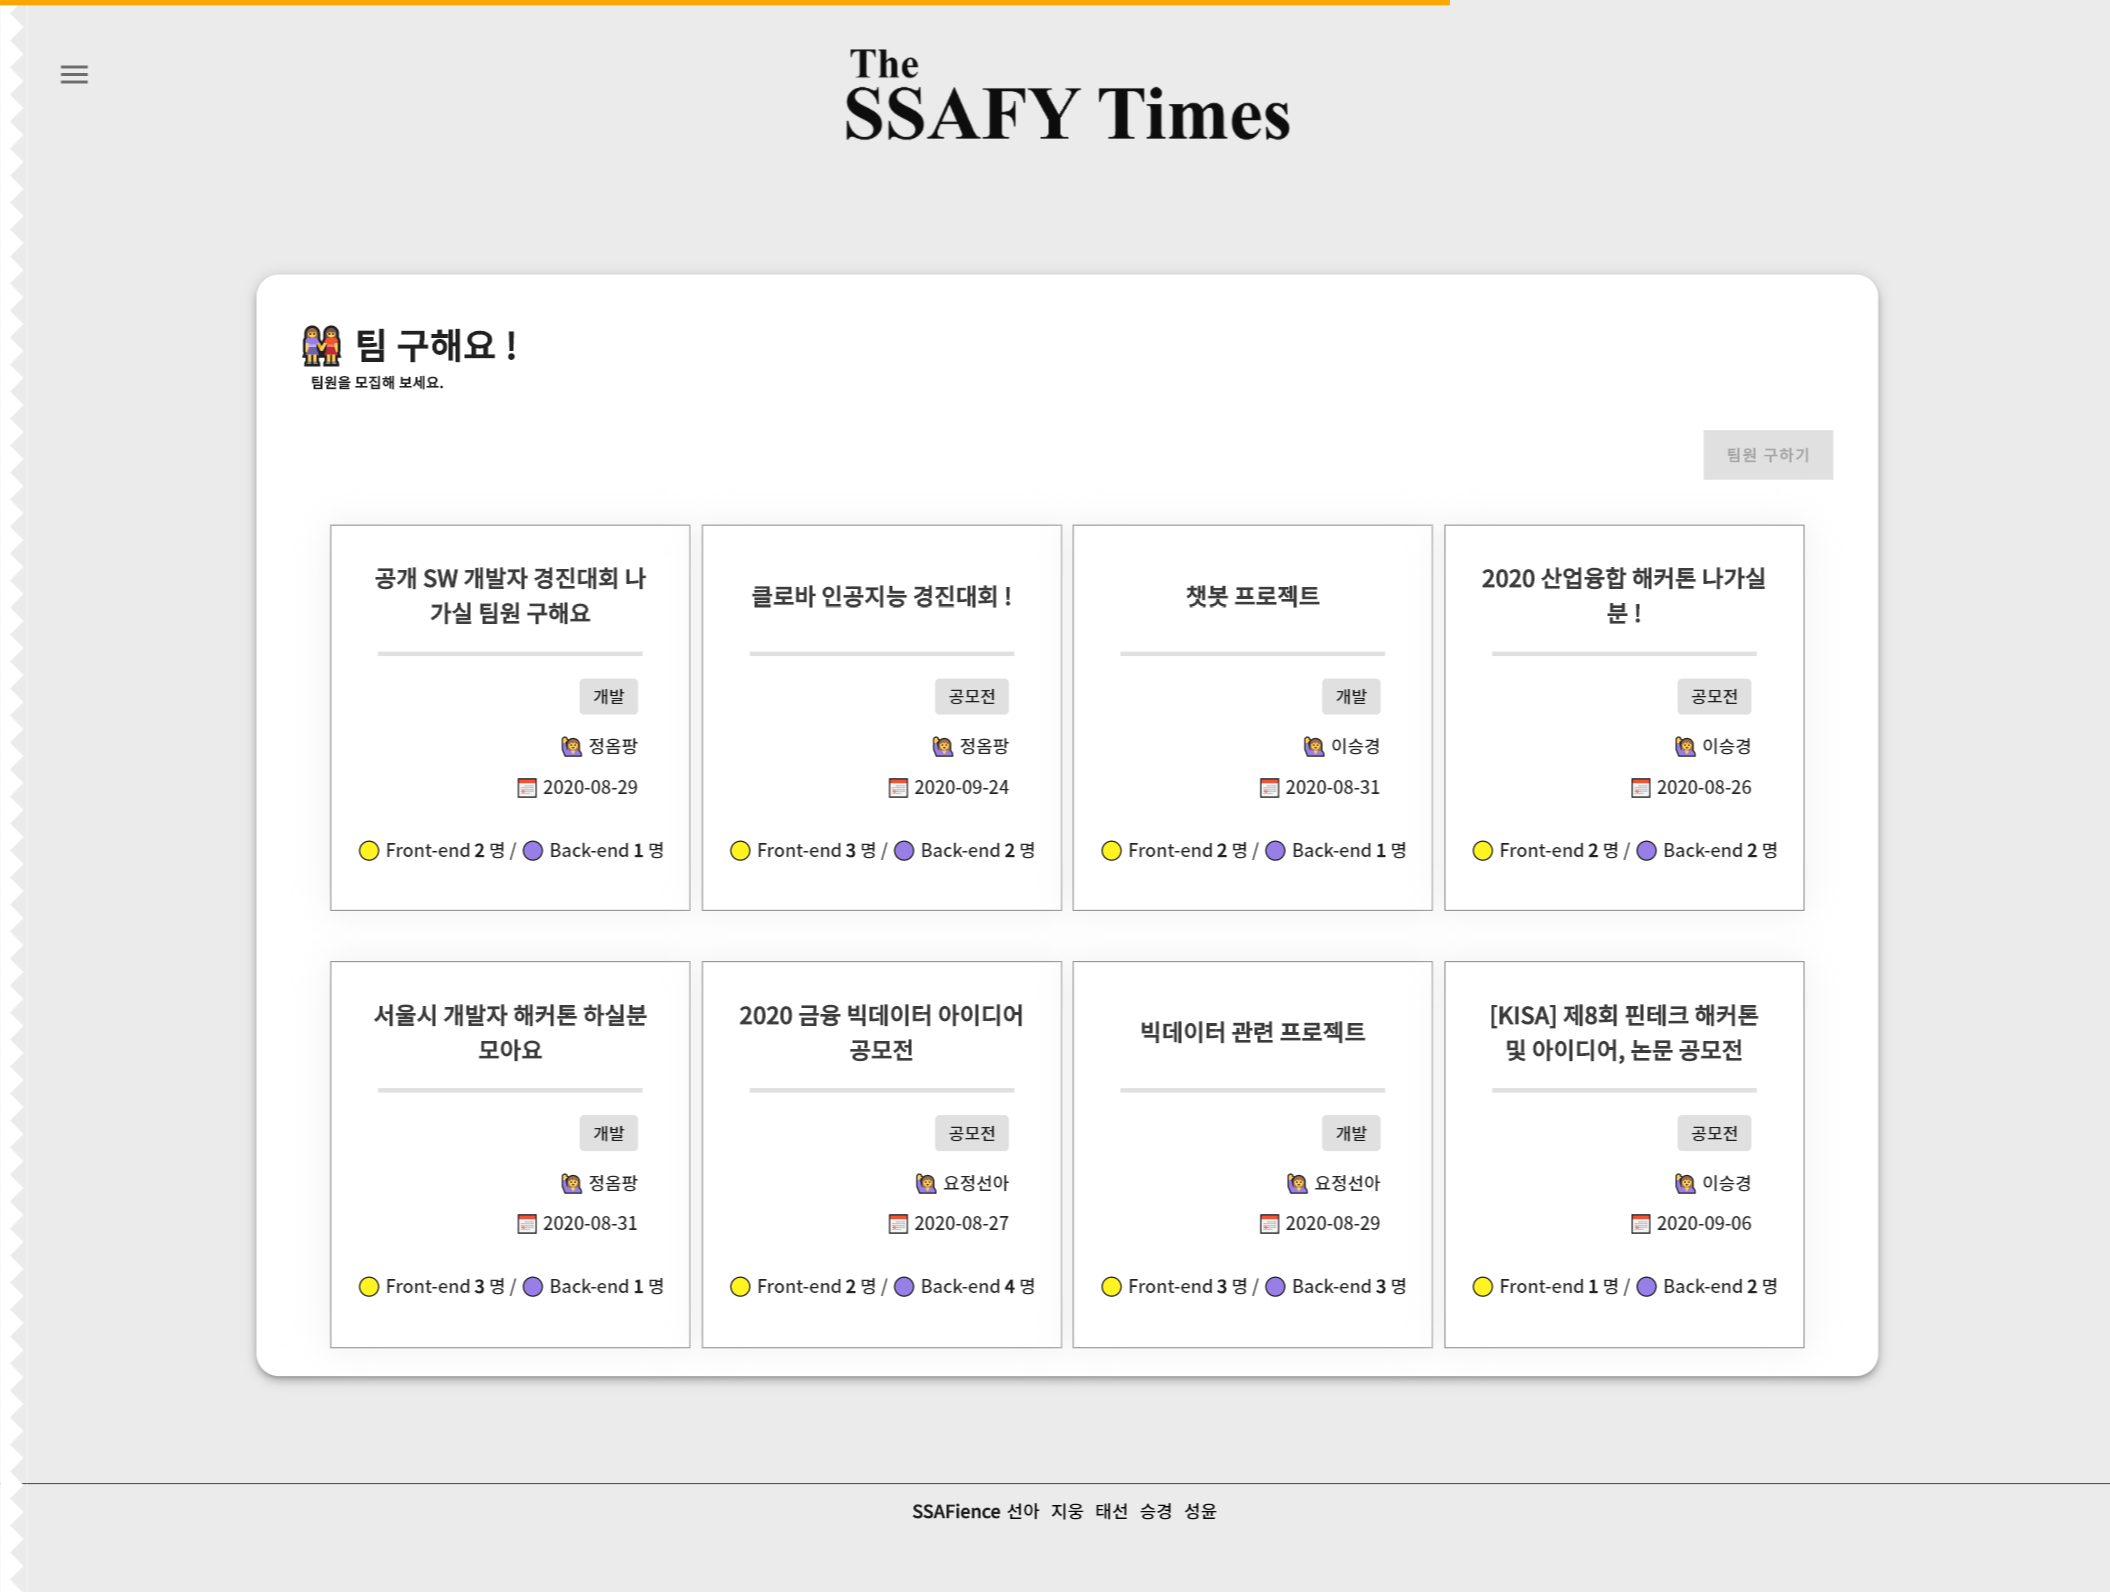 The
SSAFY Times
팀 구해요 !
팀원을 모집해 보세요.
팀원 구하기
공개 SW 개발자 경진대회 나
가실 팀원 구해요
개발
정옴팡
2020-08-29
Front-end 2 명 / Back-end 1 명
클로바 인공지능 경진대회 !
공모전
정옴팡
2020-09-24
Front-end 3 명 / Back-end 2 명
챗봇 프로젝트
개발
이승경
2020-08-31
Front-end 2 명 / Back-end 1 명
2020 산업융합 해커톤 나가실
분 !
공모전
이승경
2020-08-26
Front-end 2 명 / Back-end 2 명
서울시 개발자 해커톤 하실분
모아요
개발
정옴팡
2020-08-31
Front-end 3 명 / Back-end 1 명
2020 금융 빅데이터 아이디어
공모전
공모전
요정선아
2020-08-27
Front-end 2 명 / Back-end 4 명
빅데이터 관련 프로젝트
개발
요정선아
2020-08-29
Front-end 3 명 / Back-end 3 명
[KISA] 제8회 핀테크 해커톤
및 아이디어, 논문 공모전
공모전
이승경
2020-09-06
Front-end 1 명 / Back-end 2 명
SSAFience 선아 지웅 태선 승경 성윤